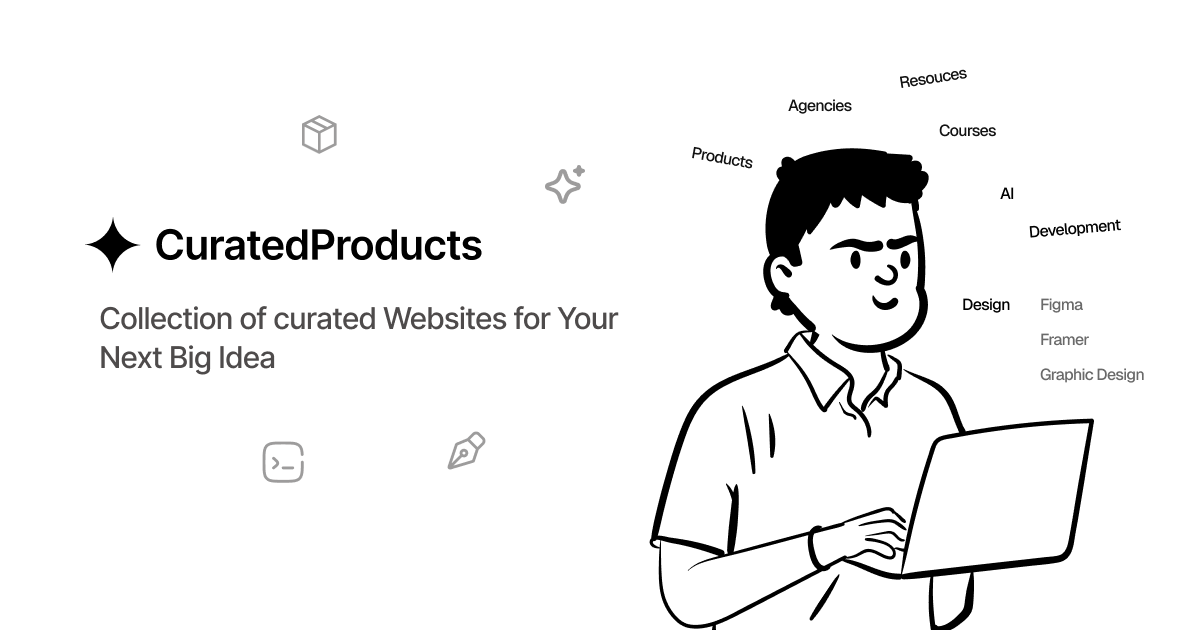 CuratedProducts
Collection of curated Websites for Your
Next Big Idea
Resouces
Agencies
Courses
Products
AI
Development
Design
Figma
Framer
Graphic Design